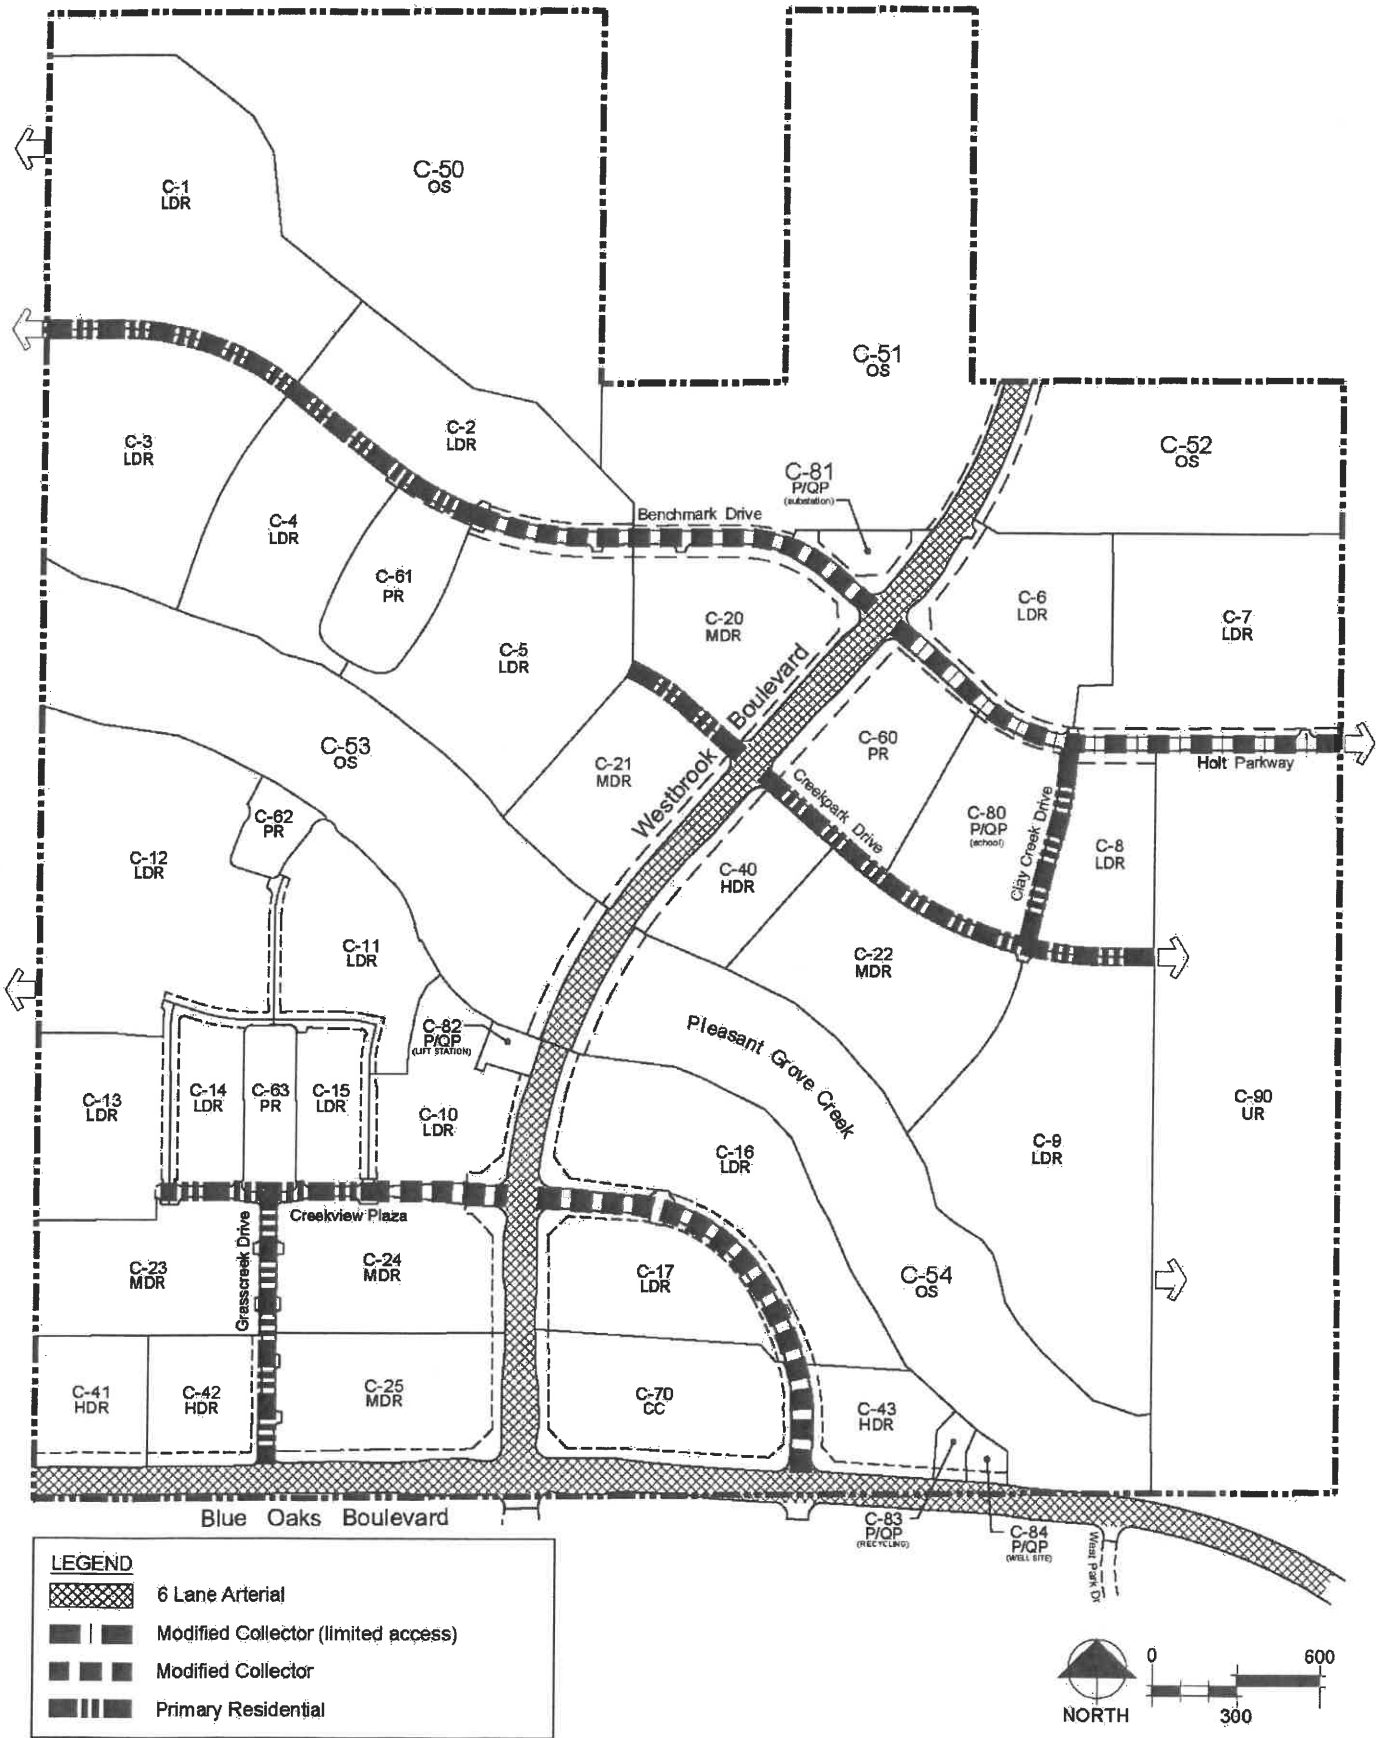 C-50
OS
C-1
LDR
C-51
OS
C-2
LDR
C-3
LDR
C-52
OS
C-81
P/QP
(substation)
C-4
LDR
Benchmark Drive
C-61
PR
C-6
LDR
C-7
LDR
C-20
MDR
C-5
LDR
Westbrook Boulevard
C-60
PR
C-53
OS
C-21
MDR
Holt Parkway
Creekpark Drive
C-80
P/QP
(school)
Clay Creek Drive
C-62
PR
C-12
LDR
C-8
LDR
C-40
HDR
C-11
LDR
C-22
MDR
C-82
P/QP
(LIFT STATION)
Pleasant Grove Creek
C-13
LDR
C-14
LDR
C-63
PR
C-15
LDR
C-10
LDR
C-90
UR
C-16
LDR
C-9
LDR
Creekview Plaza
Grasscreek Drive
C-23
MDR
C-24
MDR
C-17
LDR
C-54
OS
C-41
HDR
C-42
HDR
C-25
MDR
C-70
CC
C-43
HDR
Blue Oaks Boulevard
C-83
P/QP
(RECYCLING)
C-84
P/QP
(WELL SITE)
West Park Dr
LEGEND
6 Lane Arterial
Modified Collector (limited access)
Modified Collector
Primary Residential
NORTH
0
600
300